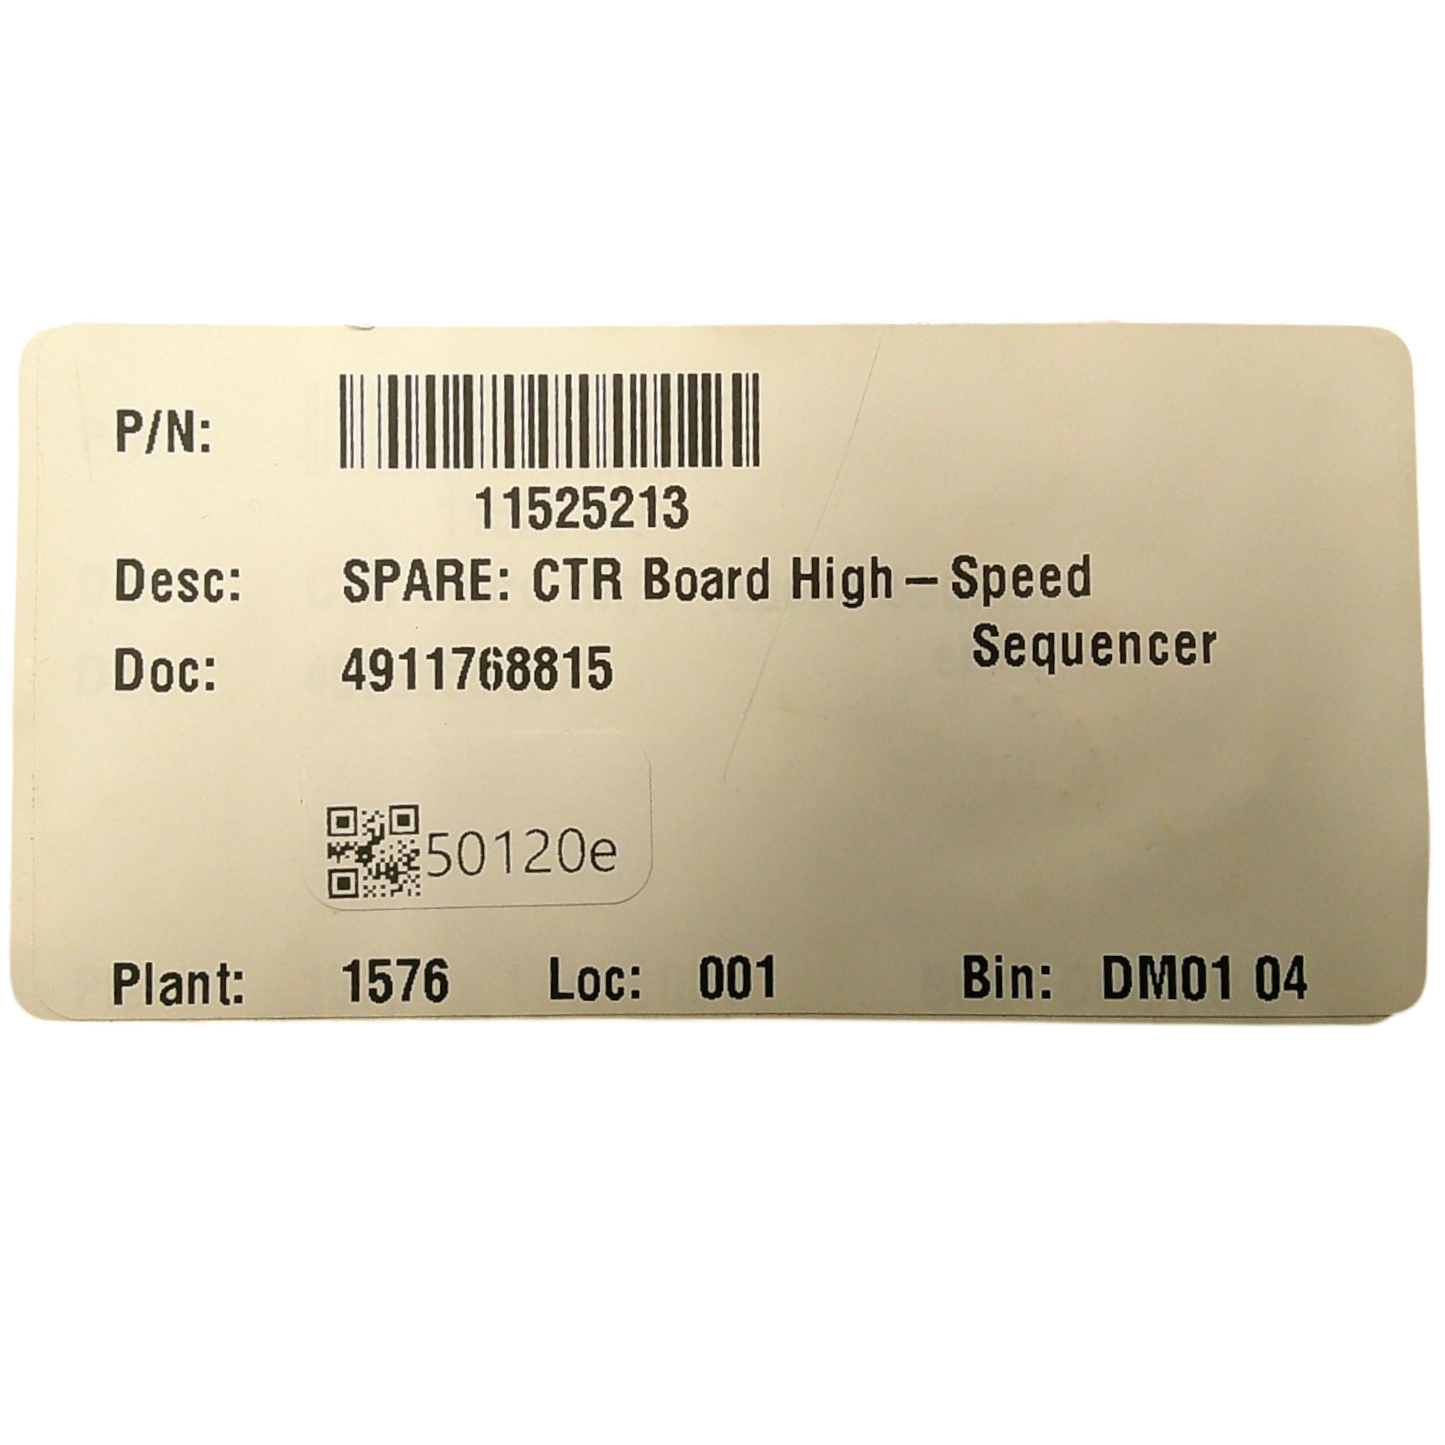 P/N:
11525213
Desc: SPARE: CTR Board High-Speed
Sequencer
Doc: 4911768815
50120e
Plant: 1576 Loc: 001 Bin: DM01 04